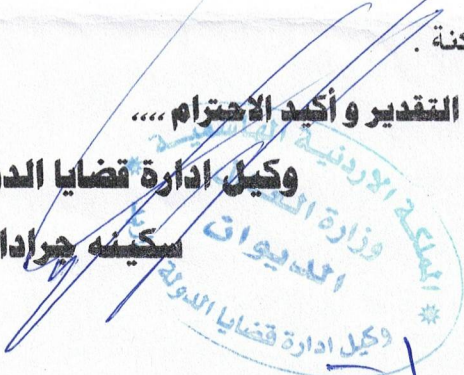 كنة .
التقدير و أكيد الاحترام ....
وكيل ادارة قضايا الدو
سكينه جرادا
المملكة الاردنية الهاشمية
وزارة العدل
الديوان
وكيل ادارة قضايا الدولة